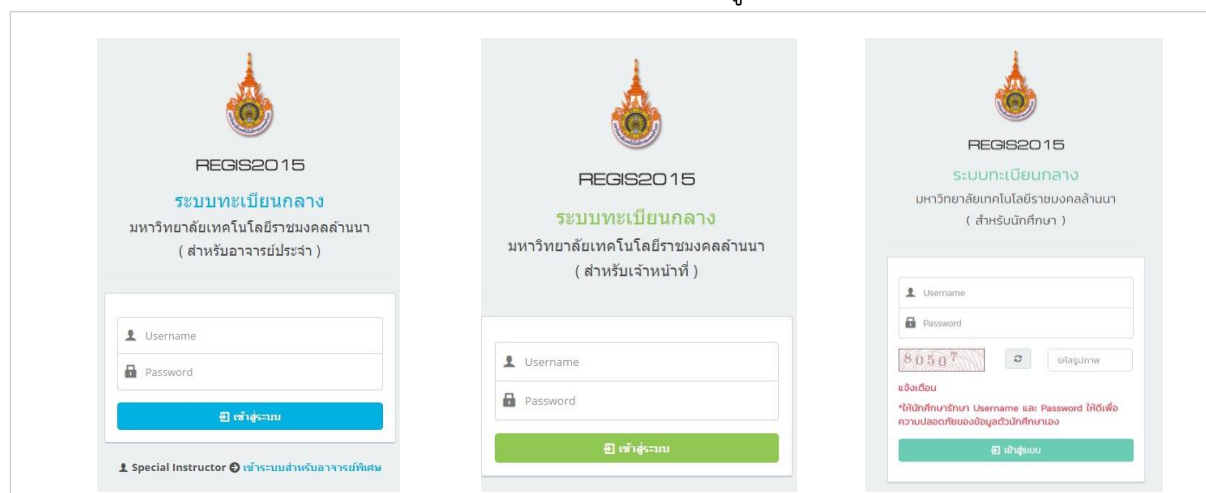 REGIS2015
ระบบทะเบียนกลาง
มหาวิทยาลัยเทคโนโลยีราชมงคลล้านนา
( สำหรับอาจารย์ประจำ )
Username
Password
เข้าสู่ระบบ
Special Instructor เข้าระบบสำหรับอาจารย์พิเศษ
REGIS2015
ระบบทะเบียนกลาง
มหาวิทยาลัยเทคโนโลยีราชมงคลล้านนา
( สำหรับเจ้าหน้าที่ )
Username
Password
เข้าสู่ระบบ
REGIS2015
ระบบทะเบียนกลาง
มหาวิทยาลัยเทคโนโลยีราชมงคลล้านนา
( สำหรับนักศึกษา )
Username
Password
80507
รหัสรูปภาพ
แจ้งเตือน
*ให้นักศึกษารักษา Username และ Password ให้ดีเพื่อ
ความปลอดภัยของข้อมูลตัวนักศึกษาเอง
เข้าสู่ระบบ